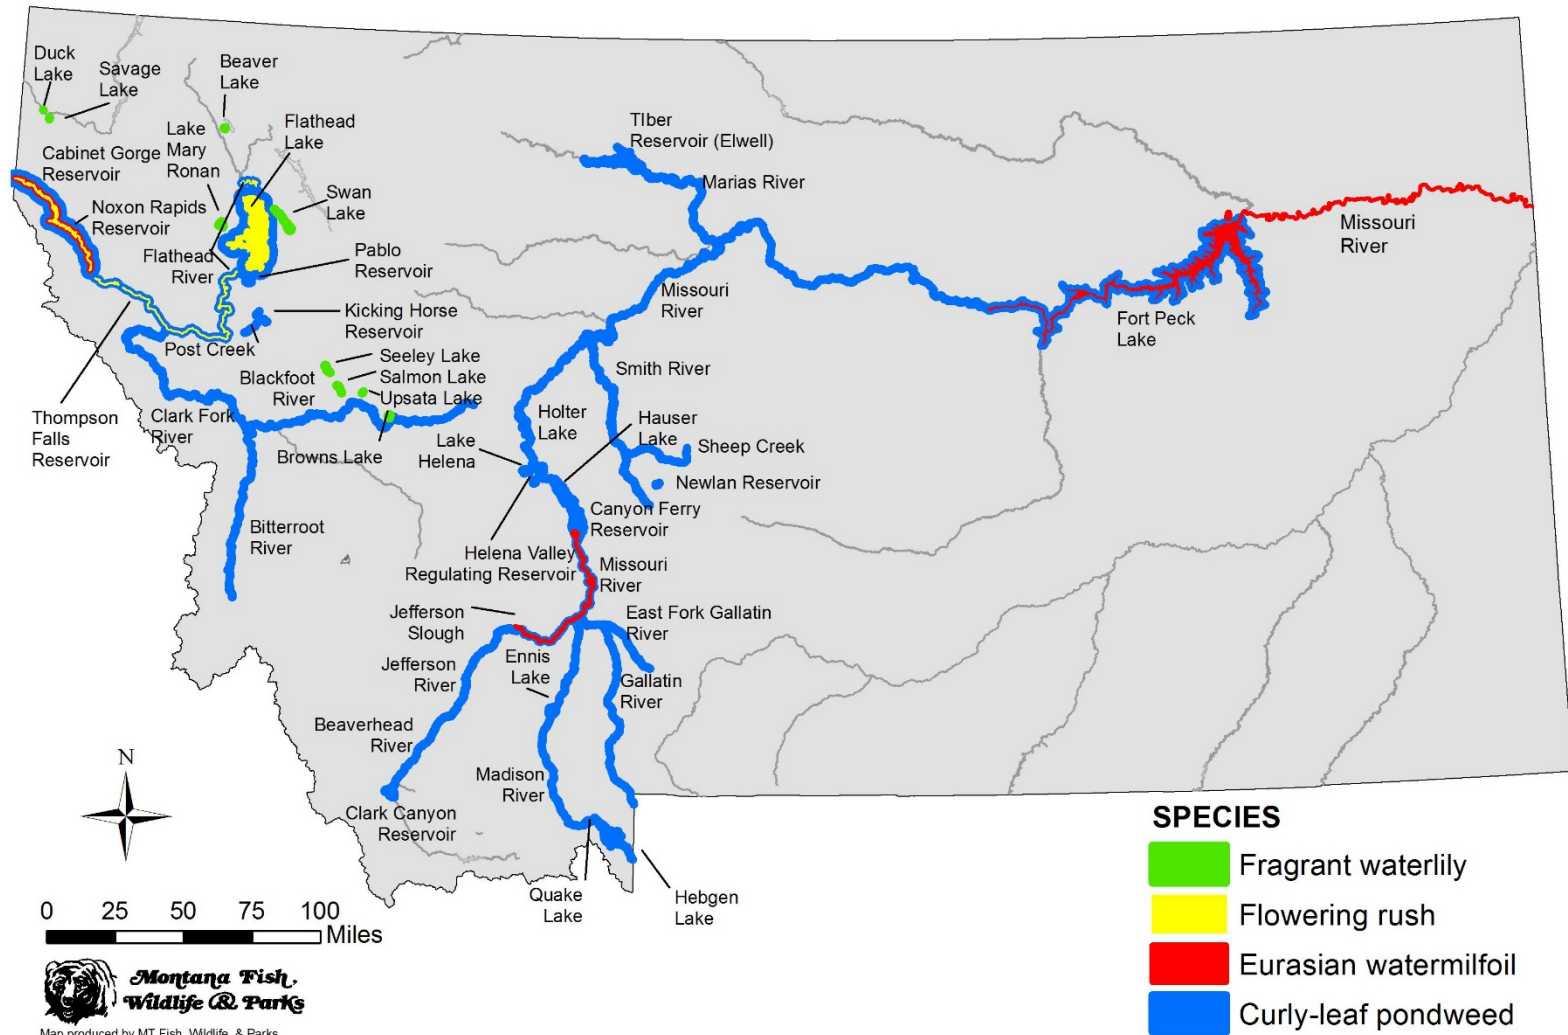 Duck
Lake
Savage
Lake
Beaver
Lake
Flathead
Lake
Lake
Mary
Ronan
Cabinet Gorge
Reservoir
Noxon Rapids
Reservoir
Swan
Lake
Flathead
River
Pablo
Reservoir
Kicking Horse
Reservoir
Post Creek
Seeley Lake
Salmon Lake
Upsata Lake
Blackfoot
River
Thompson
Falls
Reservoir
Clark Fork
River
Browns Lake
Bitterroot
River
TIber
Reservoir (Elwell)
Marias River
Missouri
River
Missouri
River
Fort Peck
Lake
Smith River
Holter
Lake
Hauser
Lake
Lake
Helena
Sheep Creek
Newlan Reservoir
Canyon Ferry
Reservoir
Helena Valley
Regulating Reservoir
Missouri
River
Jefferson
Slough
East Fork Gallatin
River
Jefferson
River
Ennis
Lake
Gallatin
River
Beaverhead
River
Madison
River
Clark Canyon
Reservoir
Quake
Lake
Hebgen
Lake
N
0 25 50 75 100
Miles
Montana Fish,
Wildlife & Parks
Map produced by MT Fish, Wildlife, & Parks
SPECIES
Fragrant waterlily
Flowering rush
Eurasian watermilfoil
Curly-leaf pondweed